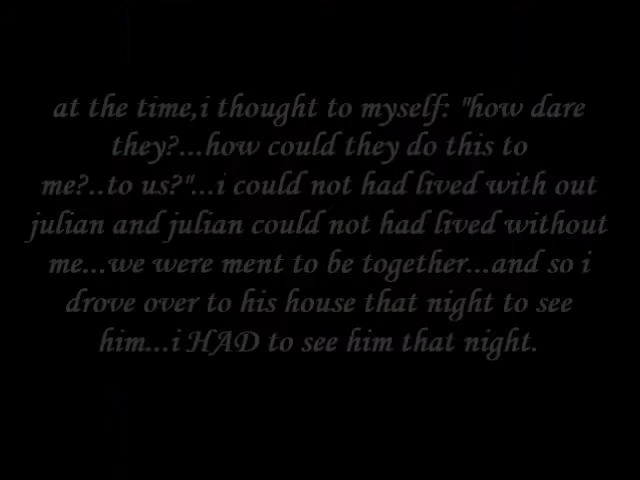 at the time,i thought to myself: "how dare
they?...how could they do this to
me?..to us?"...i could not had lived with out
julian and julian could not had lived without
me...we were ment to be together...and so i
drove over to his house that night to see
him...i HAD to see him that night.